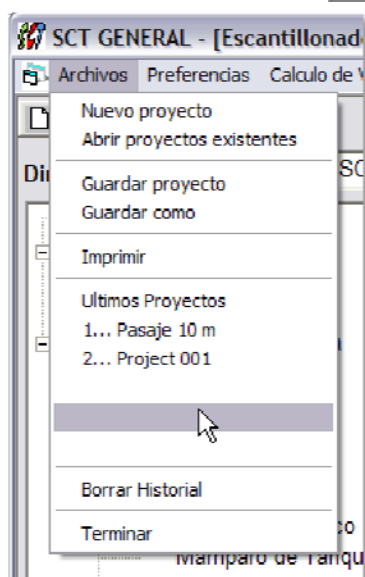 SCT GENERAL - [Escantillonad
Archivos Preferencias Calculo de
Nuevo proyecto
Abrir proyectos existentes
Guardar proyecto
Guardar como
Imprimir
Ultimos Proyectos
1... Pasaje 10 m
2... Project 001
Borrar Historial
Terminar
Mamparo de Tanqu